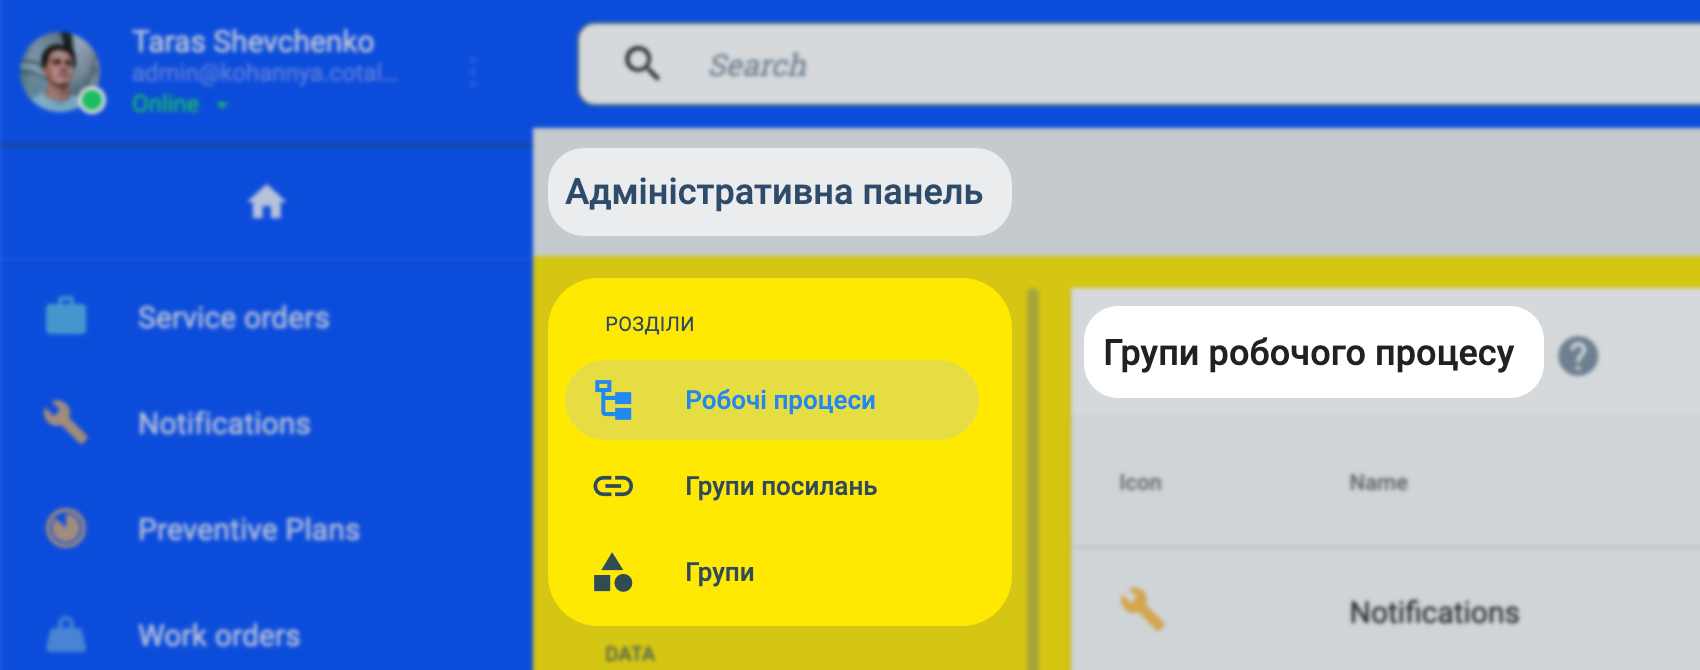 Taras Shevchenko
admin@kohannya.cotal...
Online
Search
Адміністративна панель
Service orders
Notifications
Preventive Plans
Work orders
РОЗДІЛИ
Робочі процеси
Групи посилань
Групи
DATA
Групи робочого процесу
Icon Name
Notifications